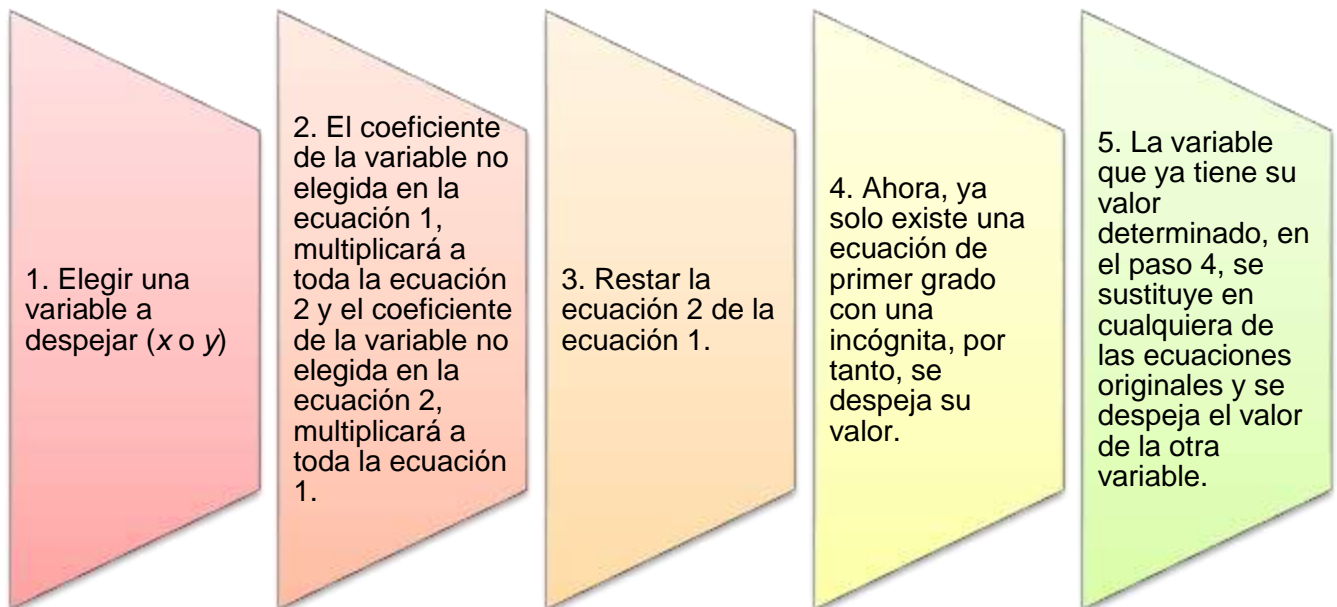 1. Elegir una
variable a
despejar (x o y)
2. El coeficiente
de la variable no
elegida en la
ecuación 1,
multiplicará a
toda la ecuación
2 y el coeficiente
de la variable no
elegida en la
ecuación 2,
multiplicará a
toda la ecuación
1.
3. Restar la
ecuación 2 de la
ecuación 1.
4. Ahora, ya
solo existe una
ecuación de
primer grado
con una
incógnita, por
tanto, se
despeja su
valor.
5. La variable
que ya tiene su
valor
determinado, en
el paso 4, se
sustituye en
cualquiera de
las ecuaciones
originales y se
despeja el valor
de la otra
variable.